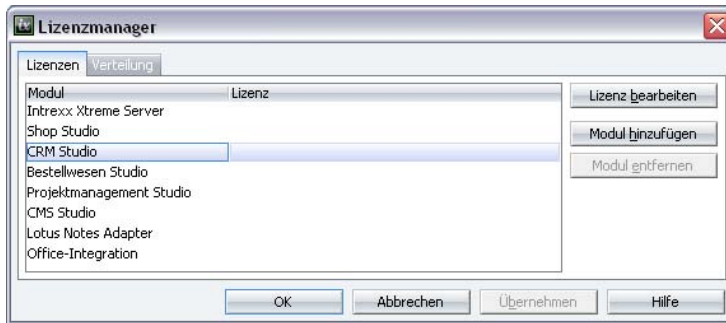 Lizenzmanager
Lizenzen Verteilung
Modul Lizenz
Intrexx Xtreme Server
Shop Studio
CRM Studio
Bestellwesen Studio
Projektmanagement Studio
CMS Studio
Lotus Notes Adapter
Office-Integration
Lizenz bearbeiten
Modul hinzufügen
Modul entfernen
OK Abbrechen Übernehmen Hilfe